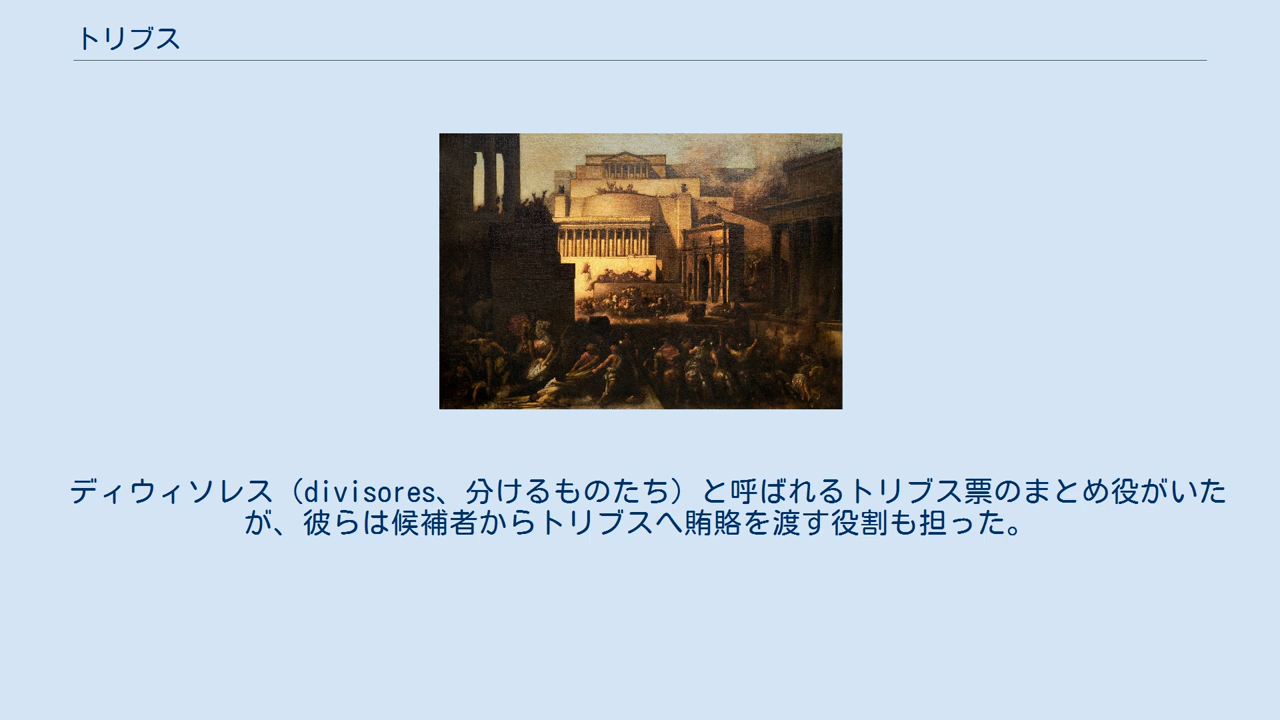 トリブス
ディウィソレス（divisores、分けるものたち）と呼ばれるトリブス票のまとめ役がいた
が、彼らは候補者からトリブスへ賄賂を渡す役割も担った。